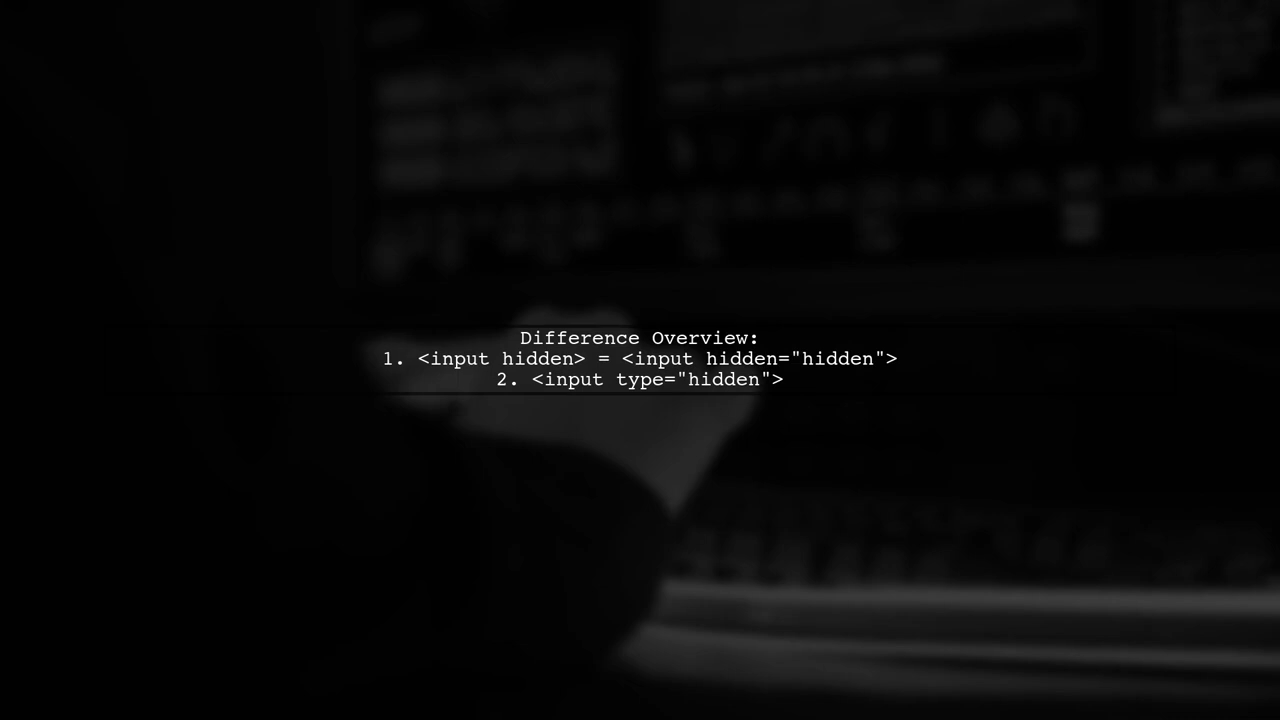 Difference Overview:
1. <input hidden> = <input hidden="hidden">
2. <input type="hidden">